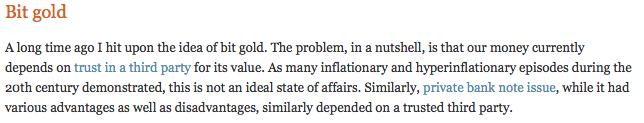 Bit gold
A long time ago I hit upon the idea of bit gold. The problem, in a nutshell, is that our money currently
depends on trust in a third party for its value. As many inflationary and hyperinflationary episodes during the
20th century demonstrated, this is not an ideal state of affairs. Similarly, private bank note issue, while it had
various advantages as well as disadvantages, similarly depended on a trusted third party.